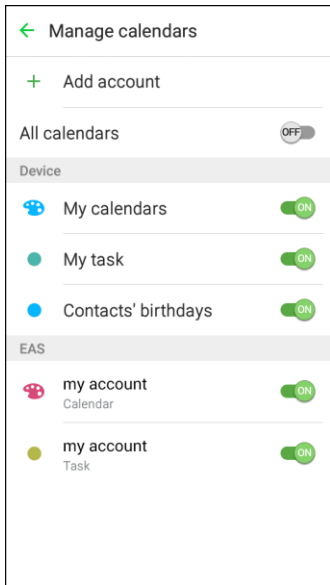 Manage calendars
Add account
All calendars OFF
Device
My calendars ON
My task ON
Contacts' birthdays ON
EAS
my account
Calendar ON
my account
Task ON